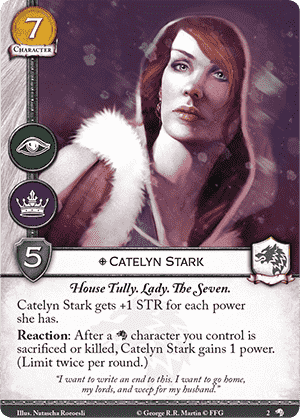 7
CHARACTER
5
CATELYN STARK
House Tully. Lady. The Seven.
Catelyn Stark gets +1 STR for each power
she has.
Reaction: After a character you control is
sacrificed or killed, Catelyn Stark gains 1 power.
(Limit twice per round.)
"I want to write an end to this. I want to go home,
my lords, and weep for my husband."
Illus. Natascha Roeoesli © George R.R. Martin © FFG 2